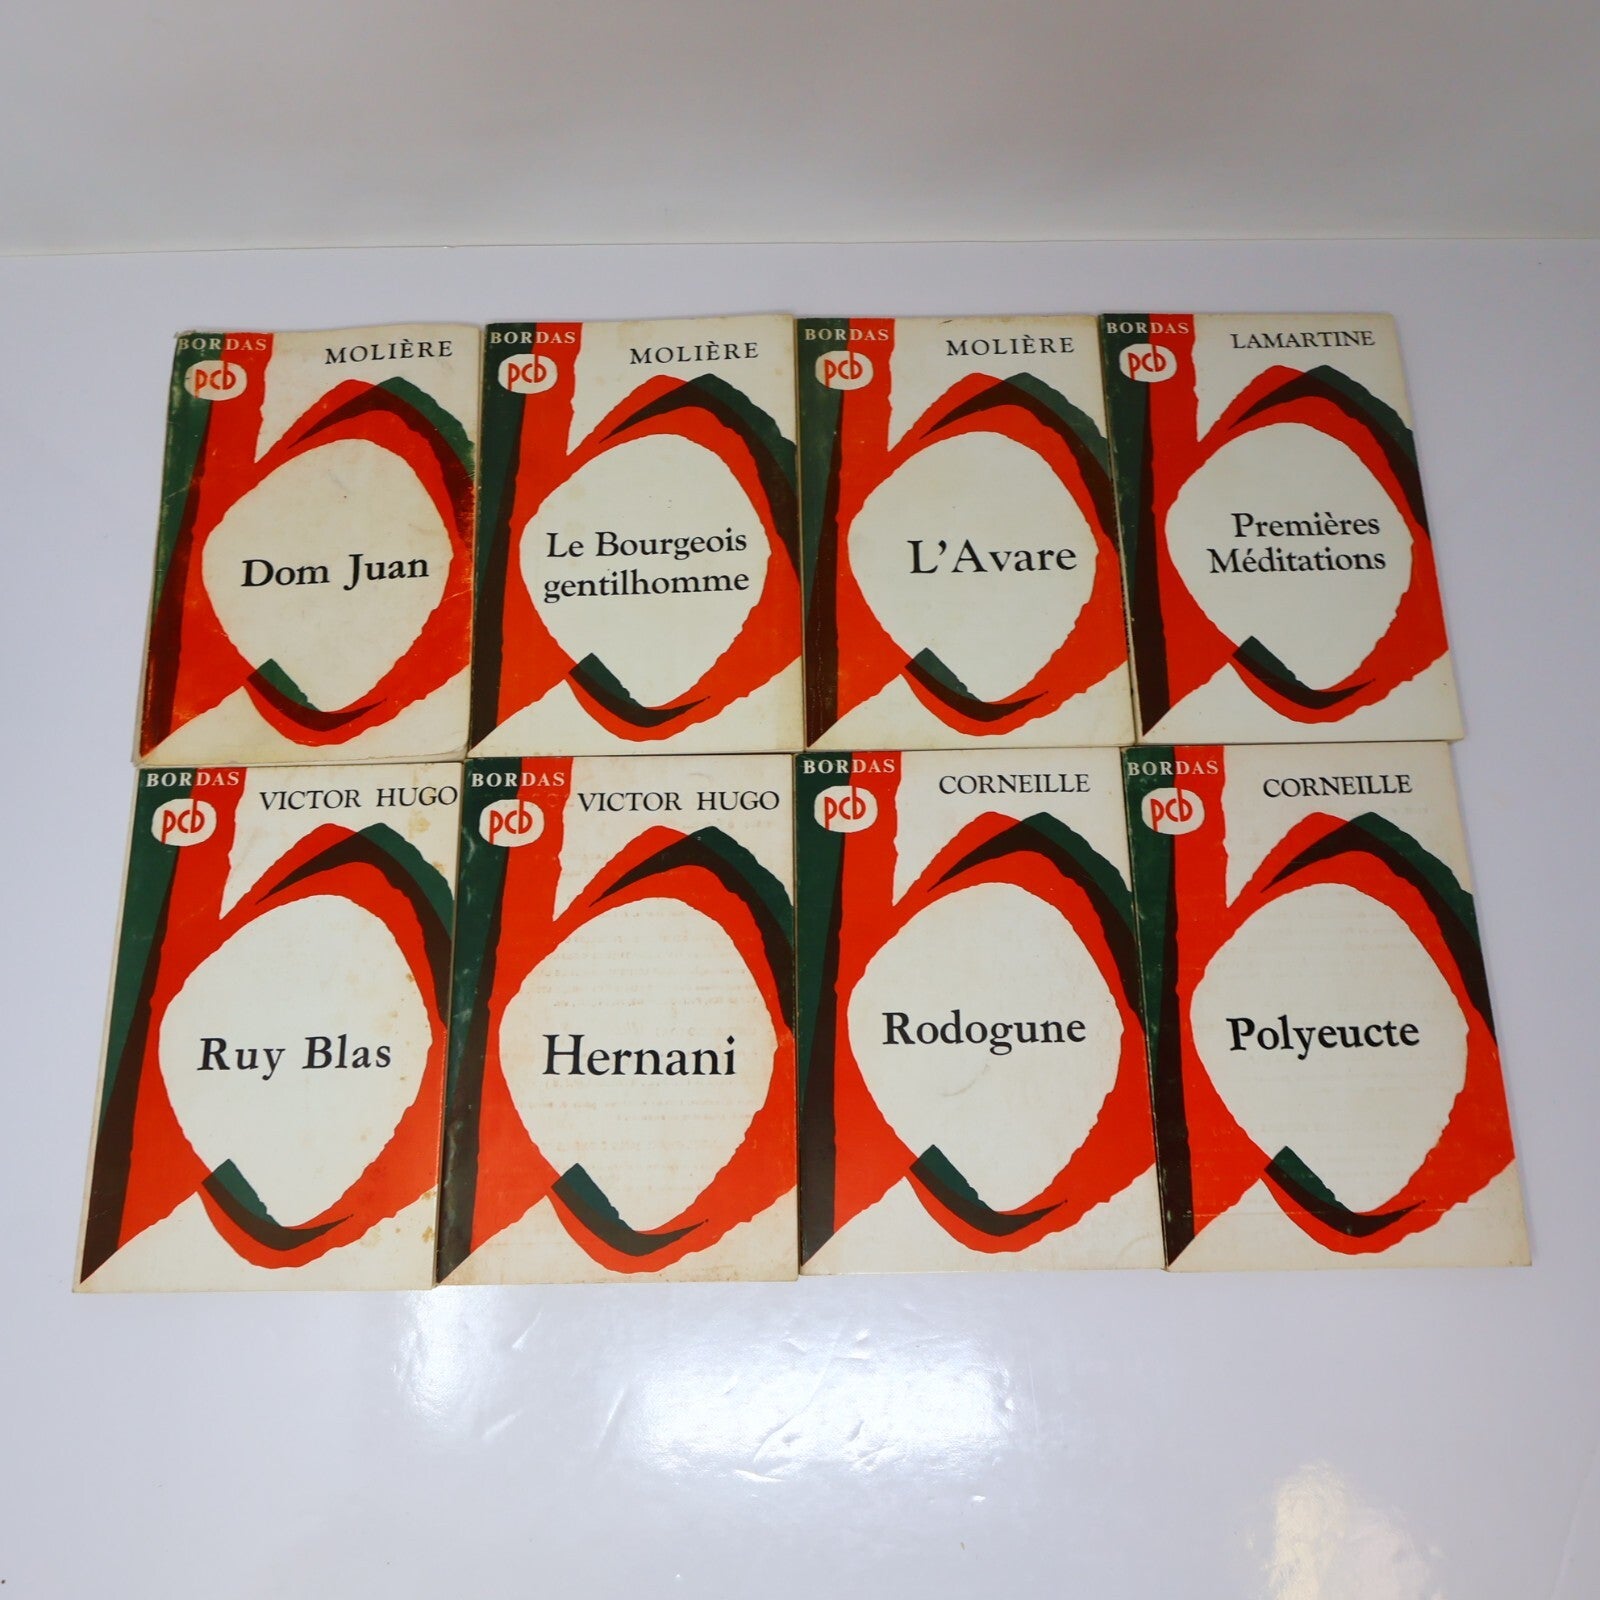 BORDAS
pcb
MOLIÈRE
Dom Juan
BORDAS
pcb
MOLIÈRE
Le Bourgeois
gentilhomme
BORDAS
pcb
MOLIÈRE
L'Avare
BORDAS
pcb
LAMARTINE
Premières
Méditations
BORDAS
pcb
VICTOR HUGO
Ruy Blas
BORDAS
pcb
VICTOR HUGO
Hernani
BORDAS
pcb
CORNEILLE
Rodogune
BORDAS
pcb
CORNEILLE
Polyeucte